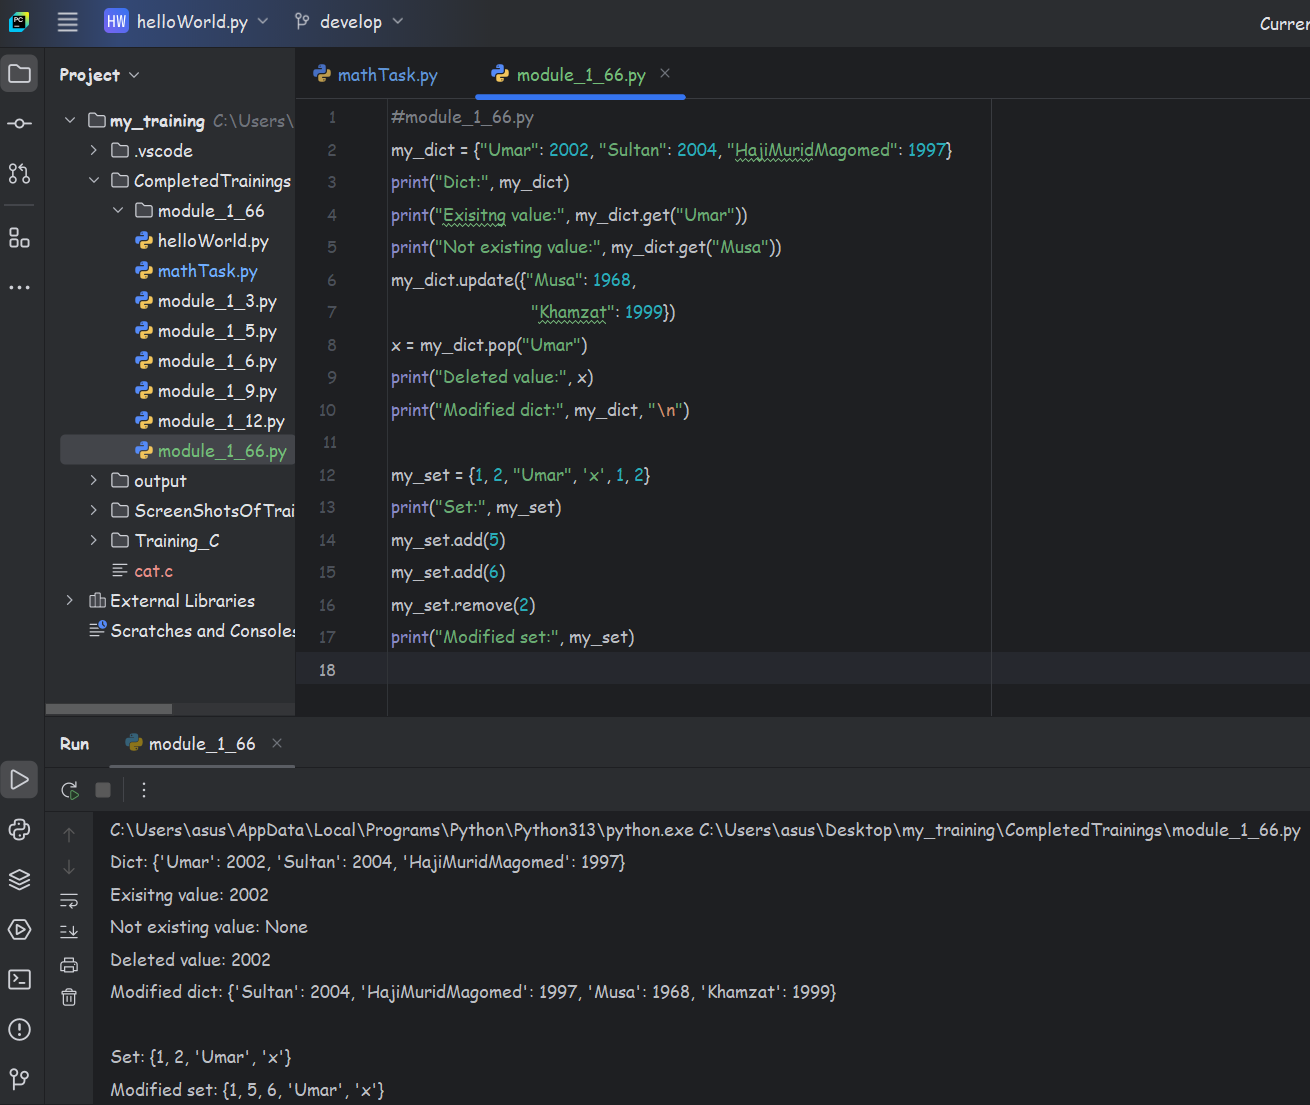 PC
HW helloWorld.py develop
Curren
Project
mathTask.py module_1_66.py
my_training C:\Users\
.vscode
CompletedTrainings
module_1_66
helloWorld.py
mathTask.py
module_1_3.py
module_1_5.py
module_1_6.py
module_1_9.py
module_1_12.py
module_1_66.py
output
ScreenShotsOfTrai
Training_C
cat.c
External Libraries
Scratches and Consoles
1 #module_1_66.py
2 my_dict = {"Umar": 2002, "Sultan": 2004, "HajiMuridMagomed": 1997}
3 print("Dict:", my_dict)
4 print("Exisitng value:", my_dict.get("Umar"))
5 print("Not existing value:", my_dict.get("Musa"))
6 my_dict.update({"Musa": 1968,
7 "Khamzat": 1999})
8 x = my_dict.pop("Umar")
9 print("Deleted value:", x)
10 print("Modified dict:", my_dict, "\n")
11
12 my_set = {1, 2, "Umar", 'x', 1, 2}
13 print("Set:", my_set)
14 my_set.add(5)
15 my_set.add(6)
16 my_set.remove(2)
17 print("Modified set:", my_set)
18
Run module_1_66
C:\Users\asus\AppData\Local\Programs\Python\Python313\python.exe C:\Users\asus\Desktop\my_training\CompletedTrainings\module_1_66.py
Dict: {'Umar': 2002, 'Sultan': 2004, 'HajiMuridMagomed': 1997}
Exisitng value: 2002
Not existing value: None
Deleted value: 2002
Modified dict: {'Sultan': 2004, 'HajiMuridMagomed': 1997, 'Musa': 1968, 'Khamzat': 1999}
Set: {1, 2, 'Umar', 'x'}
Modified set: {1, 5, 6, 'Umar', 'x'}